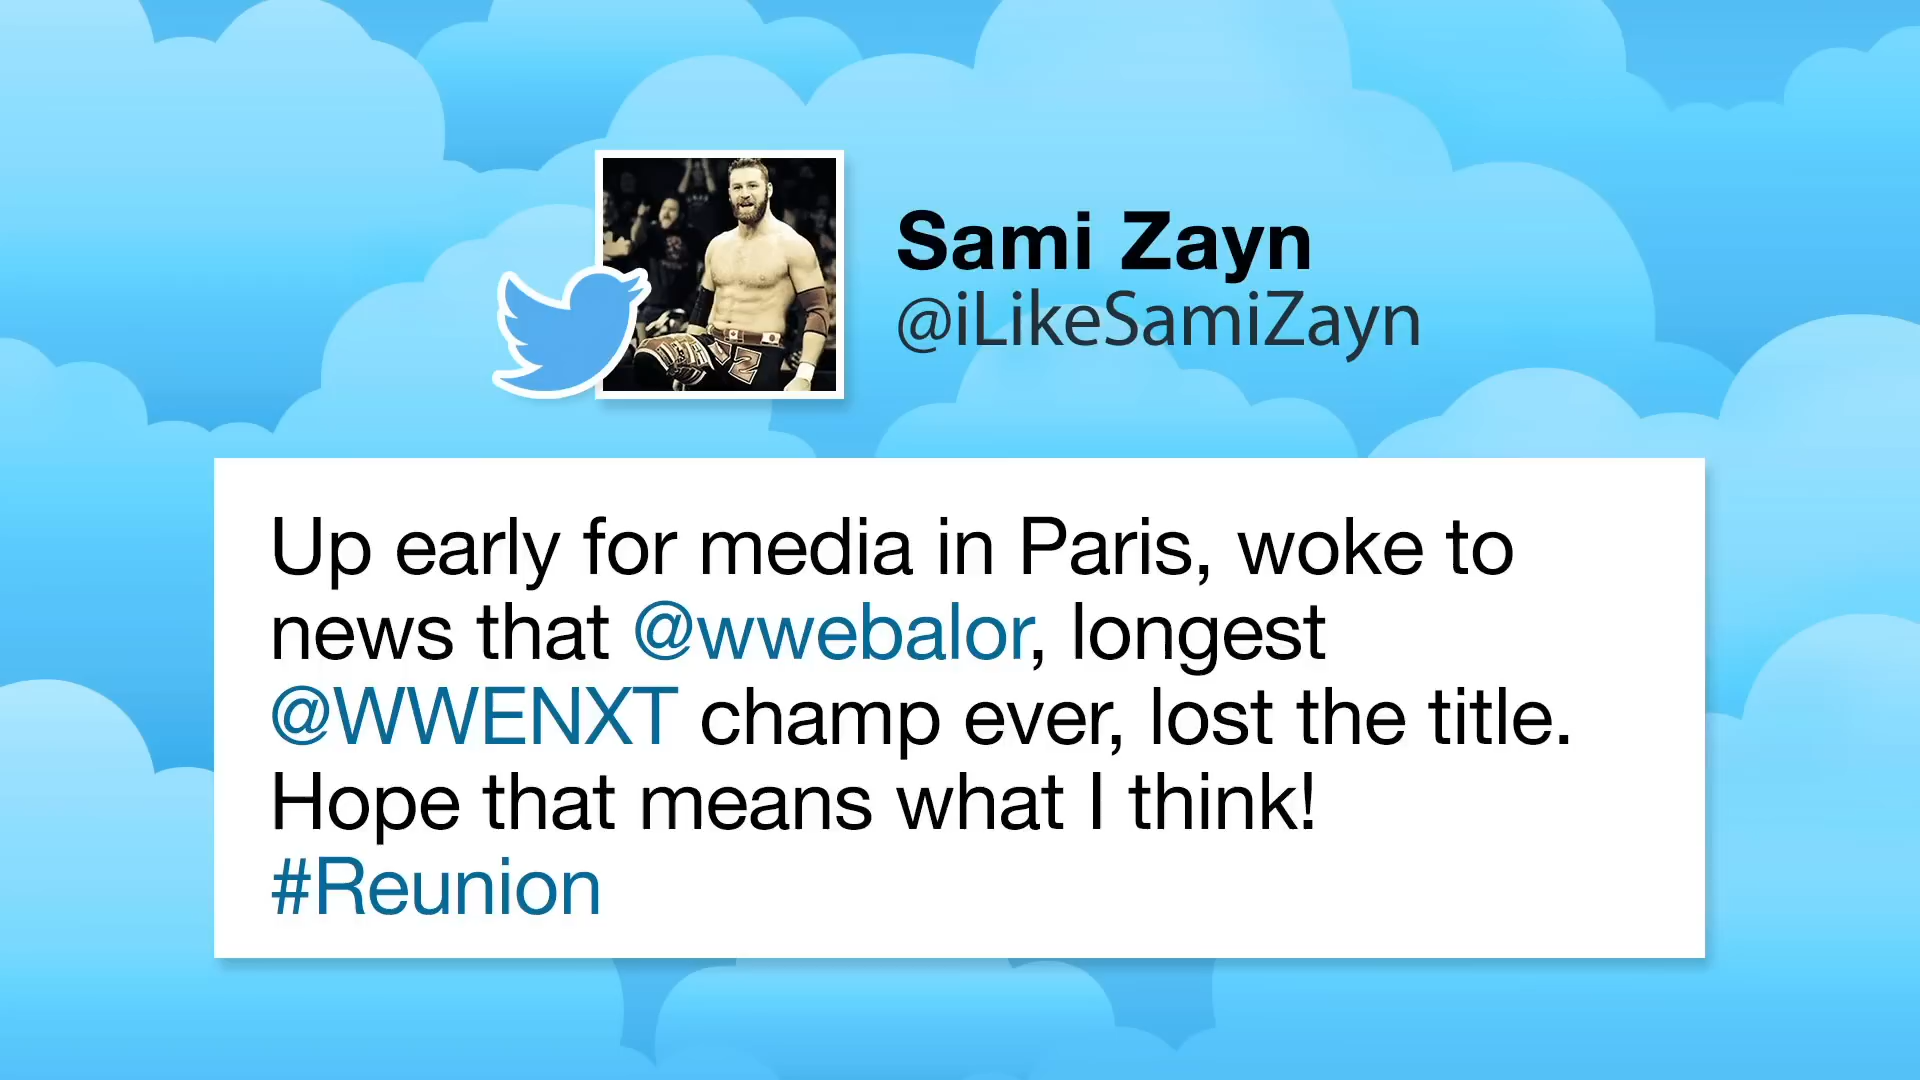 Sami Zayn
@iLikeSamiZayn
Up early for media in Paris, woke to
news that @wwebalor, longest
@WWENXT champ ever, lost the title.
Hope that means what I think!
#Reunion